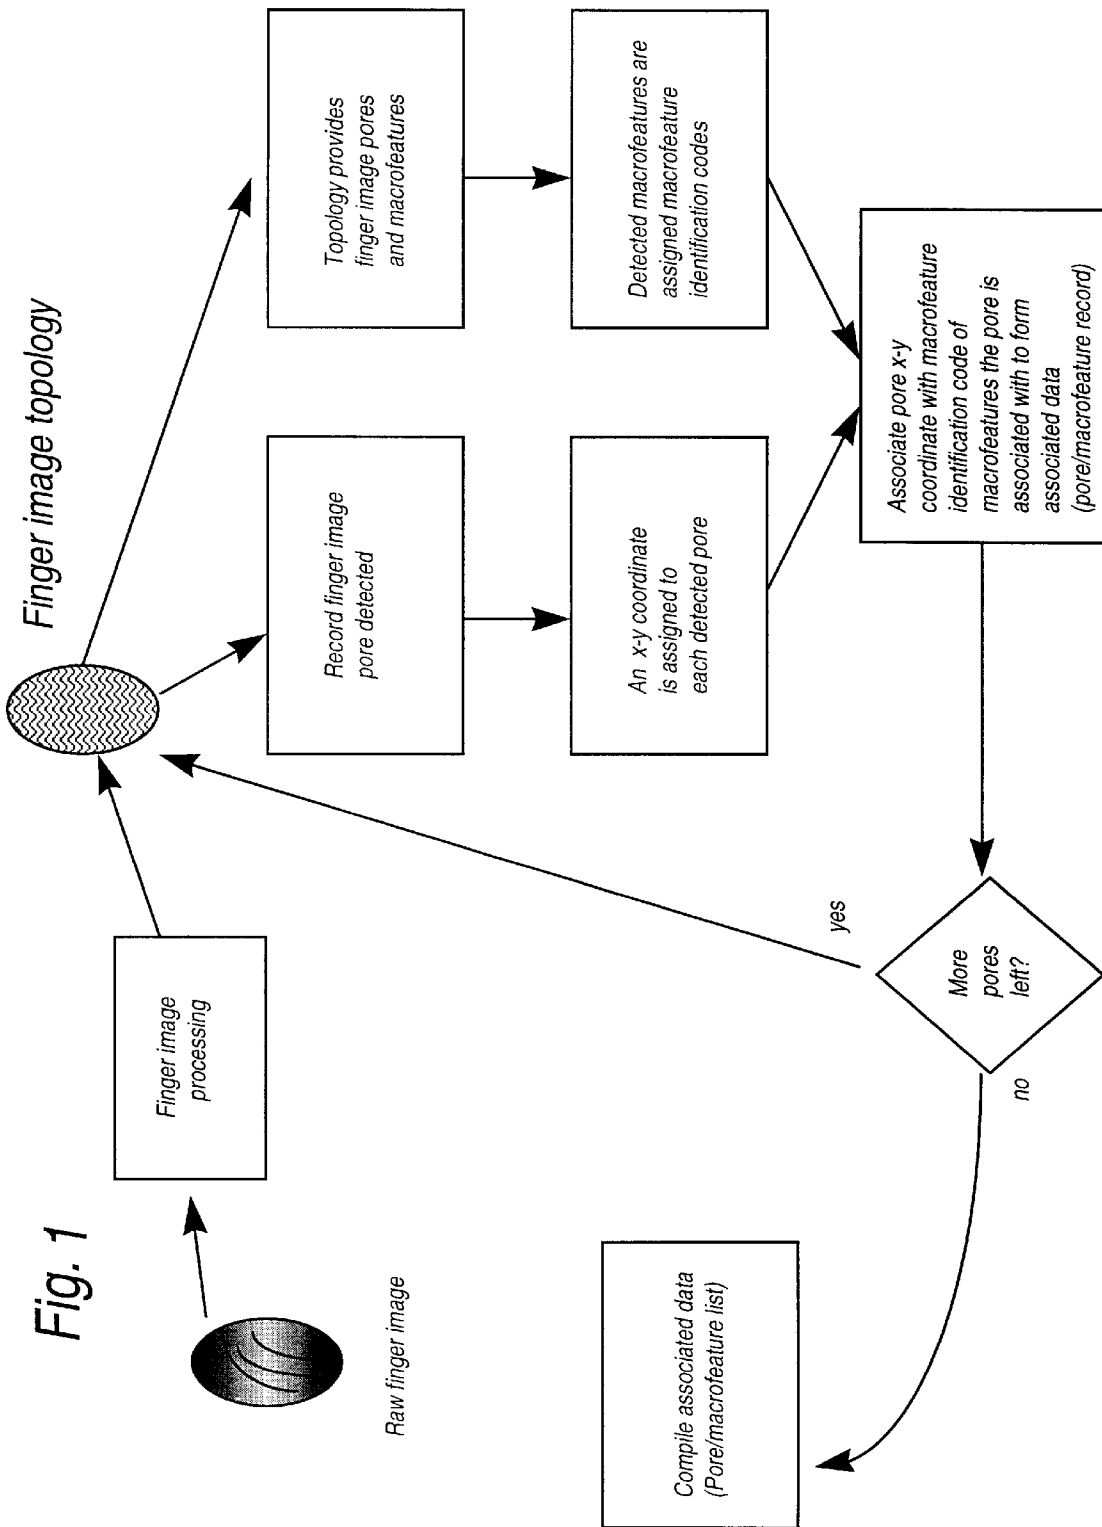 Fig. 1
Raw finger image
Finger image
processing
Finger image topology
Record finger image
pore detected
Topology provides
finger image pores
and macrofeatures
An x-y coordinate
is assigned to
each detected pore
Detected macrofeatures are
assigned macrofeature
identification codes
Associate pore x-y
coordinate with macrofeature
identification code of
macrofeatures the pore is
associated with to form
associated data
(pore/macrofeature record)
More
pores
left?
yes
no
Compile associated data
(Pore/macrofeature list)